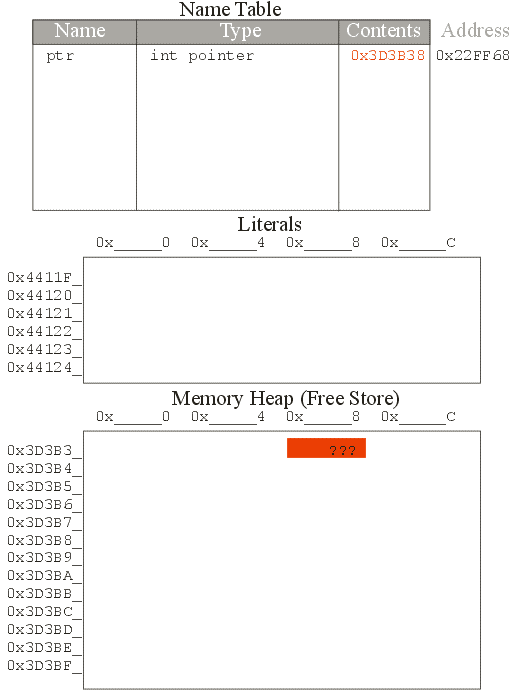 Name Table
Name Type Contents Address
ptr int pointer 0x3D3B38 0x22FF68
Literals
0x_____0 0x_____4 0x_____8 0x_____C
0x4411F_
0x44120_
0x44121_
0x44122_
0x44123_
0x44124_
Memory Heap (Free Store)
0x_____0 0x_____4 0x_____8 0x_____C
0x3D3B3_ ???
0x3D3B4_
0x3D3B5_
0x3D3B6_
0x3D3B7_
0x3D3B8_
0x3D3B9_
0x3D3BA_
0x3D3BB_
0x3D3BC_
0x3D3BD_
0x3D3BE_
0x3D3BF_